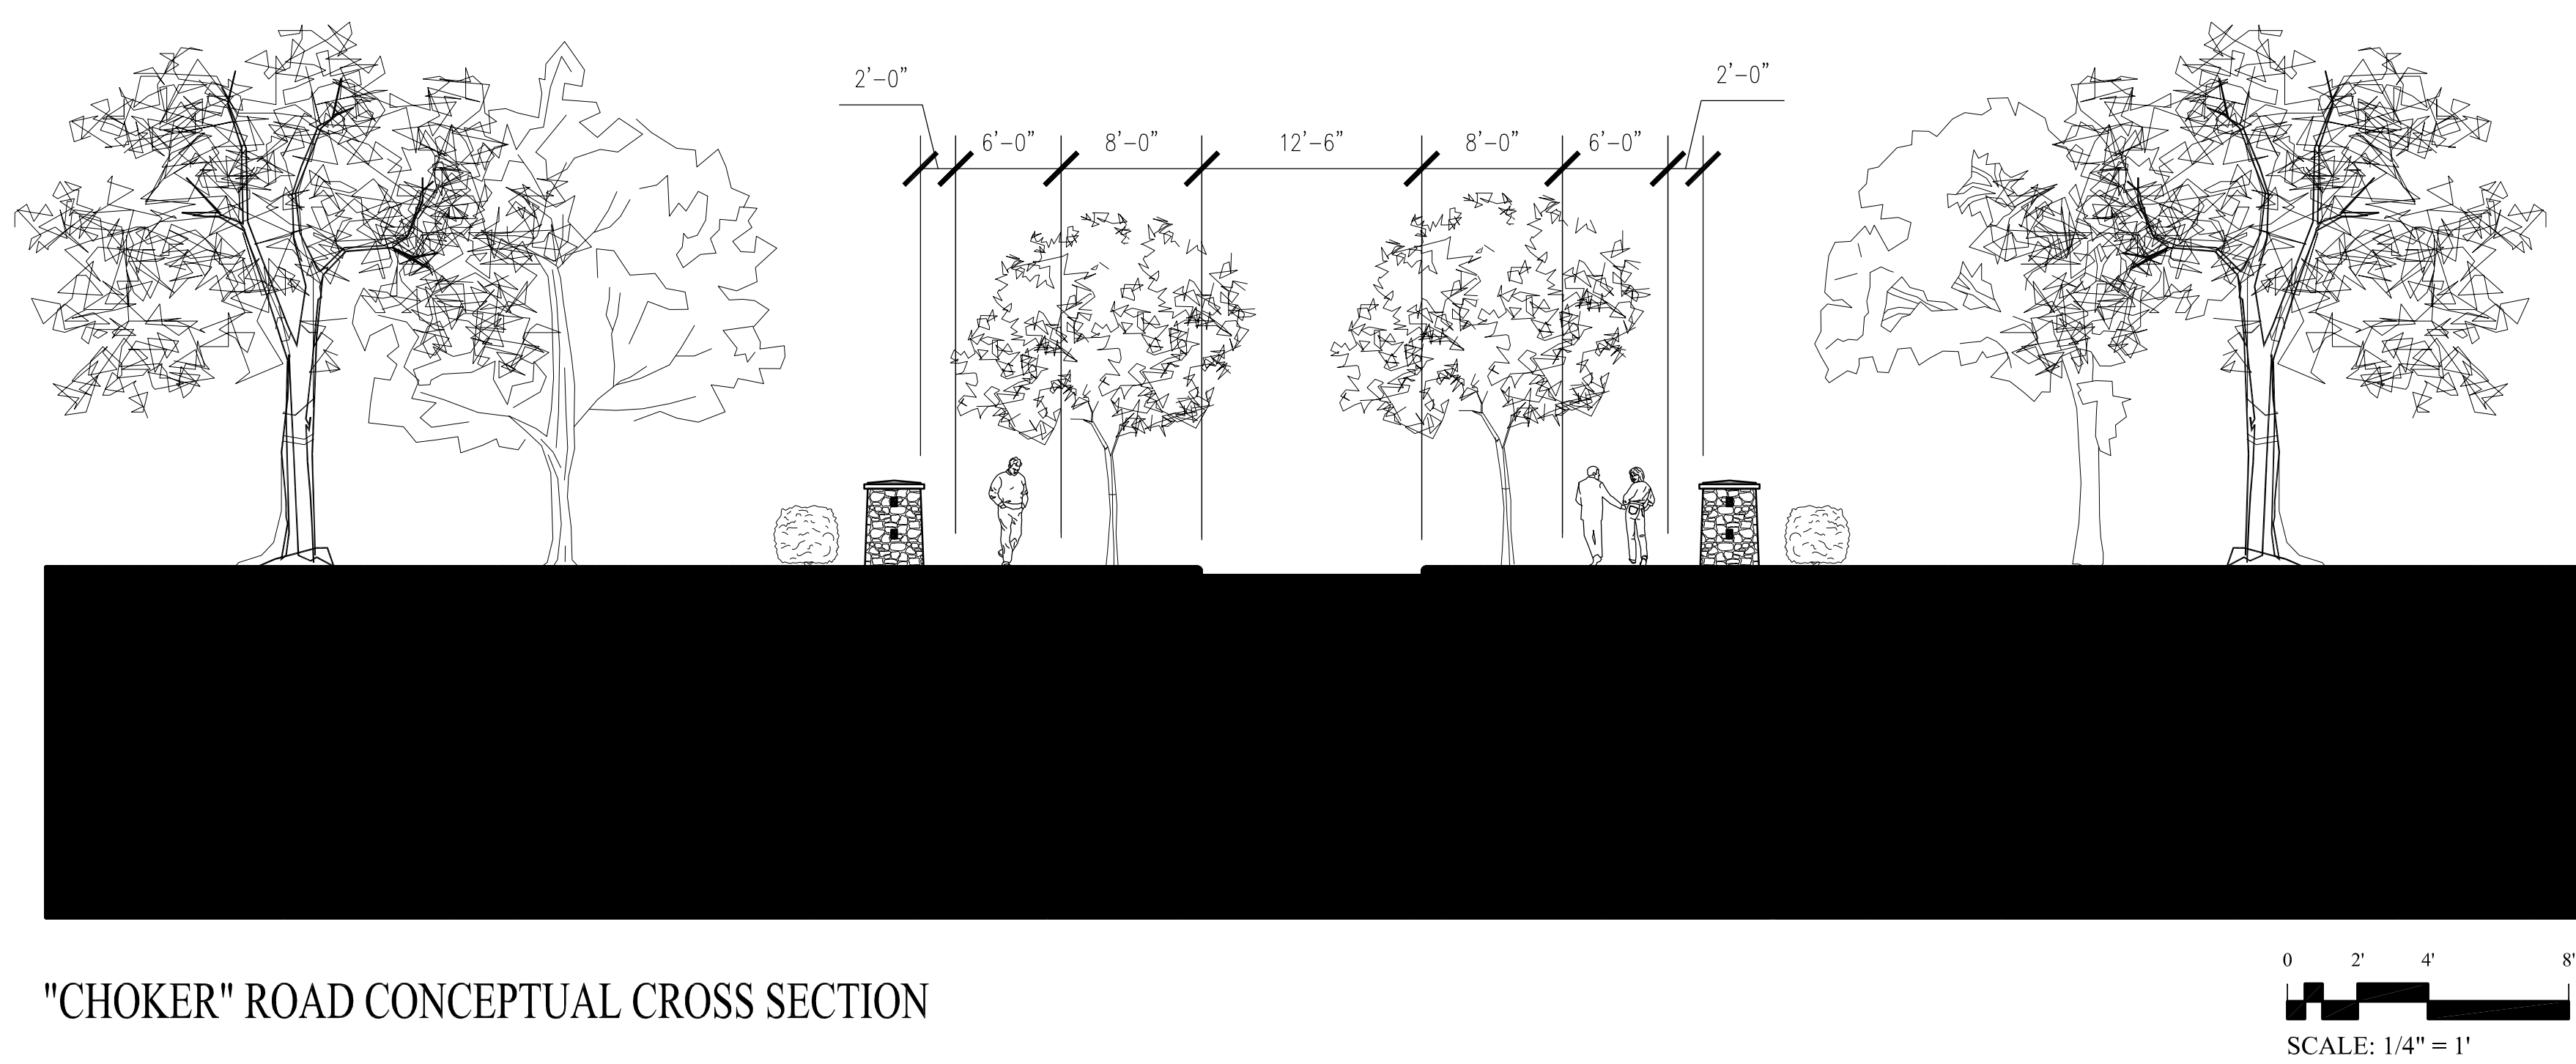 2'-0"
2'-0"
6'-0"
8'-0"
12'-6"
8'-0"
6'-0"
"CHOKER" ROAD CONCEPTUAL CROSS SECTION
0 2' 4' 8'
SCALE: 1/4" = 1'